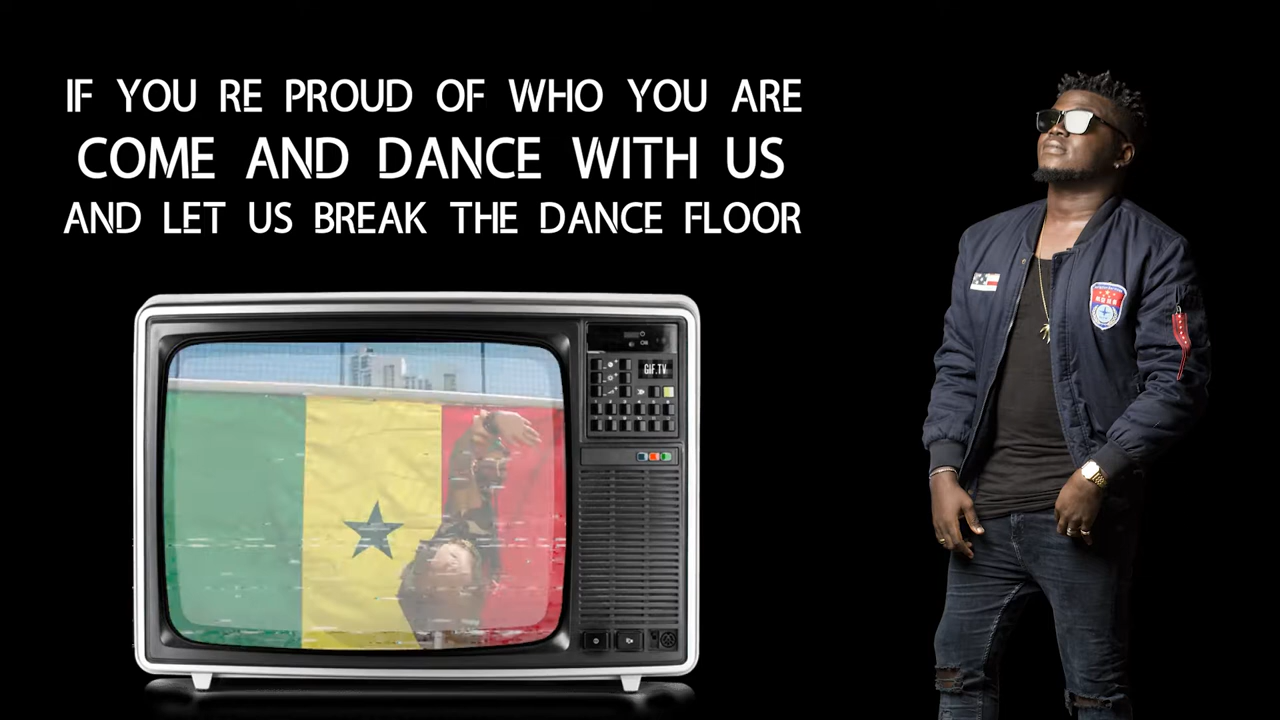 IF YOU RE PROUD OF WHO YOU ARE
COME AND DANCE WITH US
AND LET US BREAK THE DANCE FLOOR
GIF.TV